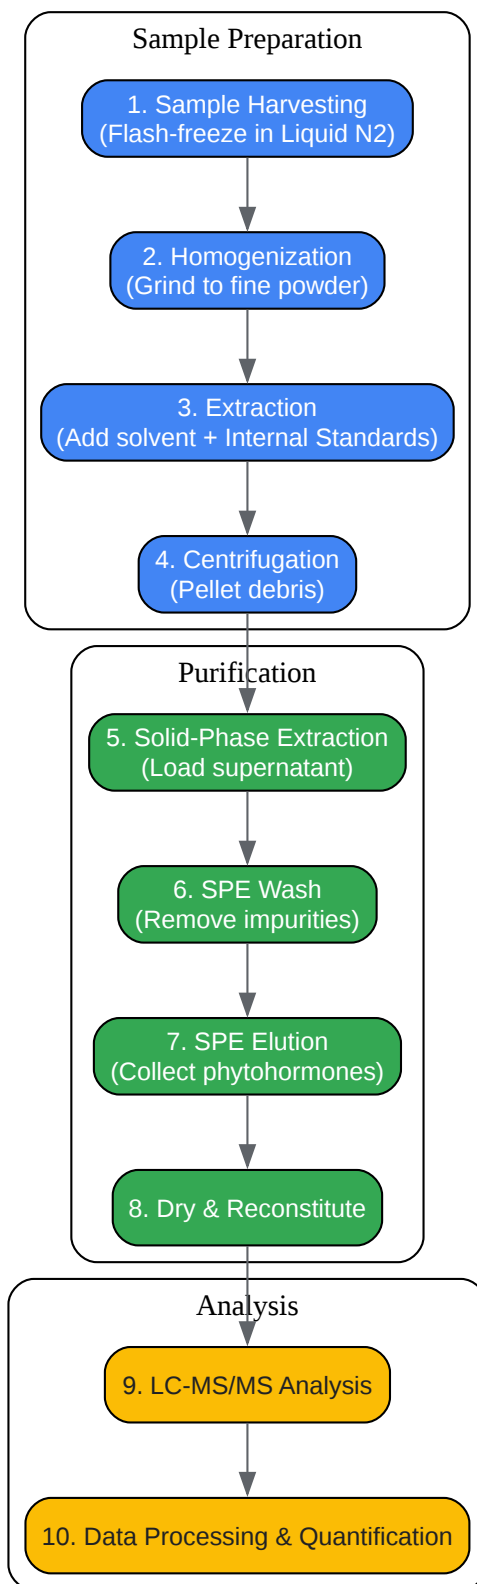 Sample Preparation
1. Sample Harvesting
(Flash-freeze in Liquid N2)
2. Homogenization
(Grind to fine powder)
3. Extraction
(Add solvent + Internal Standards)
4. Centrifugation
(Pellet debris)
Purification
5. Solid-Phase Extraction
(Load supernatant)
6. SPE Wash
(Remove impurities)
7. SPE Elution
(Collect phytohormones)
8. Dry & Reconstitute
Analysis
9. LC-MS/MS Analysis
10. Data Processing & Quantification